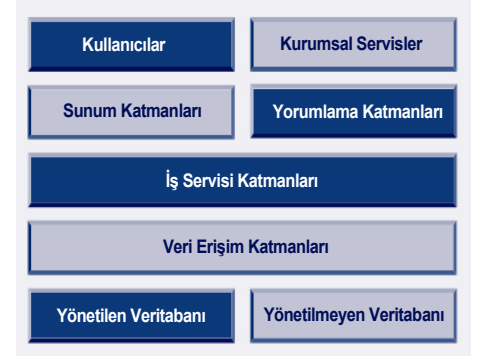 Kullanıcılar
Kurumsal Servisler
Sunum Katmanları
Yorumlama Katmanları
İş Servisi Katmanları
Veri Erişim Katmanları
Yönetilen Veritabanı
Yönetilmeyen Veritabanı